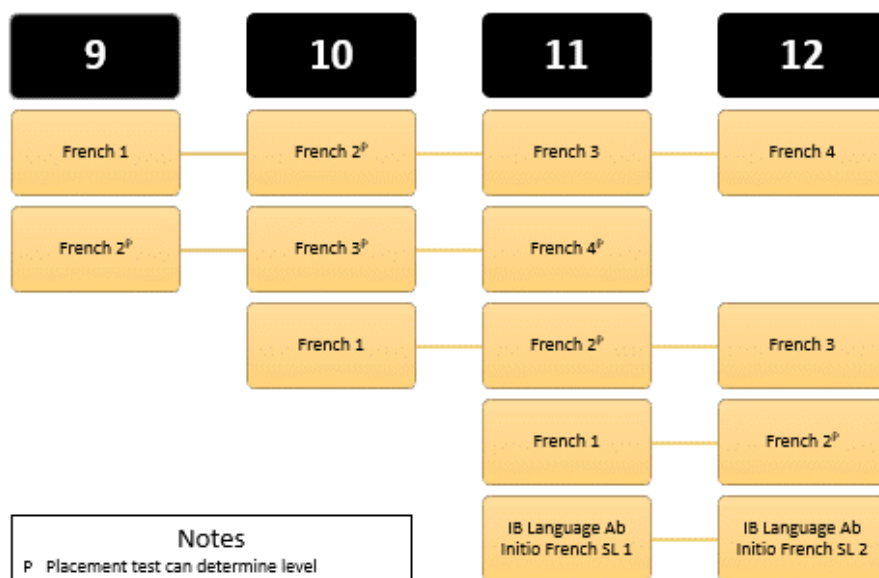 9 10 11 12
French 1 French 2ᴾ French 3 French 4
French 2ᴾ French 3ᴾ French 4ᴾ
French 1 French 2ᴾ French 3
French 1 French 2ᴾ
IB Language Ab
Initio French SL 1
IB Language Ab
Initio French SL 2
Notes
P Placement test can determine level